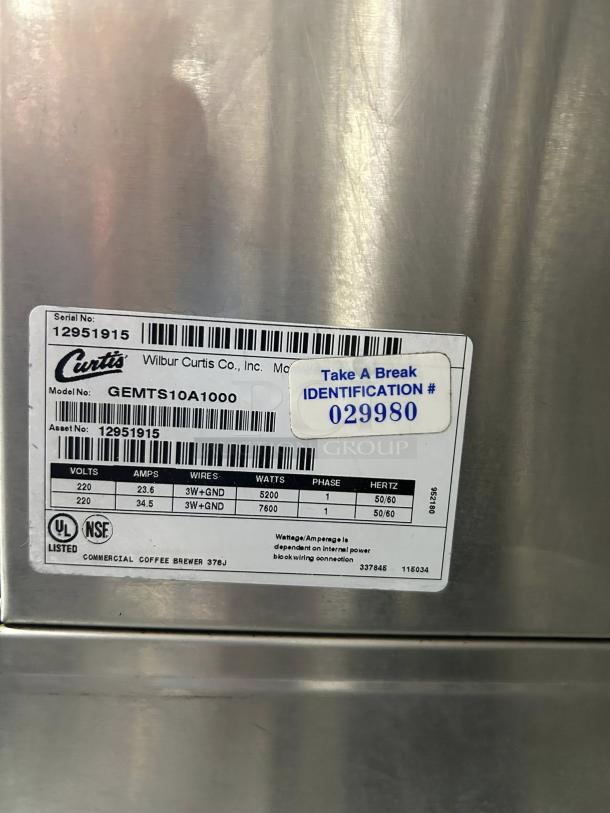 Serial No:
12951915
Curtis Wilbur Curtis Co., Inc.
Take A Break
IDENTIFICATION #
029980
Model No: GEMTS10A1000
Asset No: 12951915
GROUP
VOLTS AMPS WIRES WATTS PHASE HERTZ
220 23.6 3W+GND 5200 1 50/60
220 34.5 3W+GND 7600 1 50/60
952180
UL NSF
LISTED
COMMERCIAL COFFEE BREWER 378J
Wattage/Amperage is
dependent on internal power
block wiring connection
337845 115034